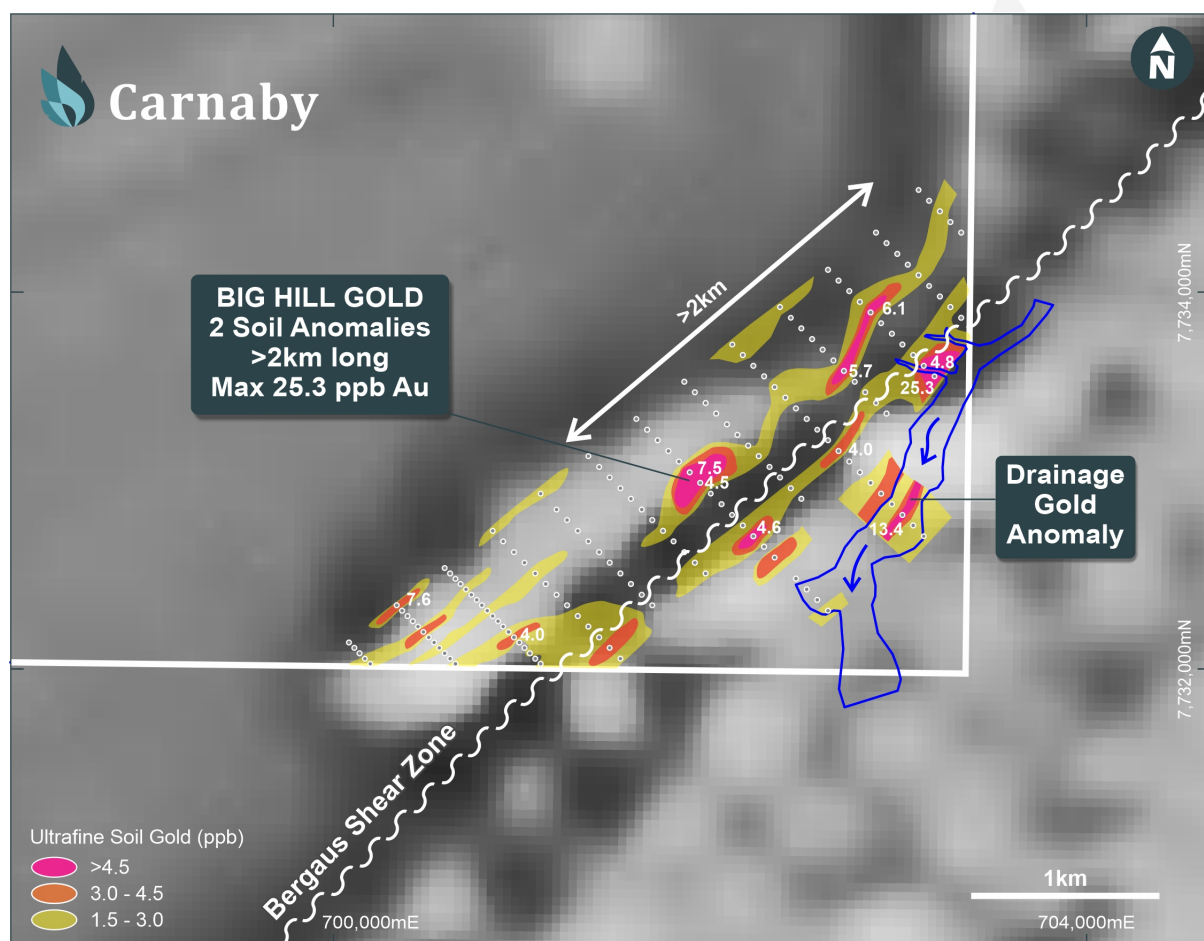 Carnaby
N
BIG HILL GOLD
2 Soil Anomalies
>2km long
Max 25.3 ppb Au
>2km
6.1
5.7
4.8
25.3
7,734,000mN
4.0
7.5
4.5
4.6
13.4
Drainage
Gold
Anomaly
7.6
4.0
7,732,000mN
Bergaus Shear Zone
Ultrafine Soil Gold (ppb)
>4.5
3.0 - 4.5
1.5 - 3.0
700,000mE
1km
704,000mE